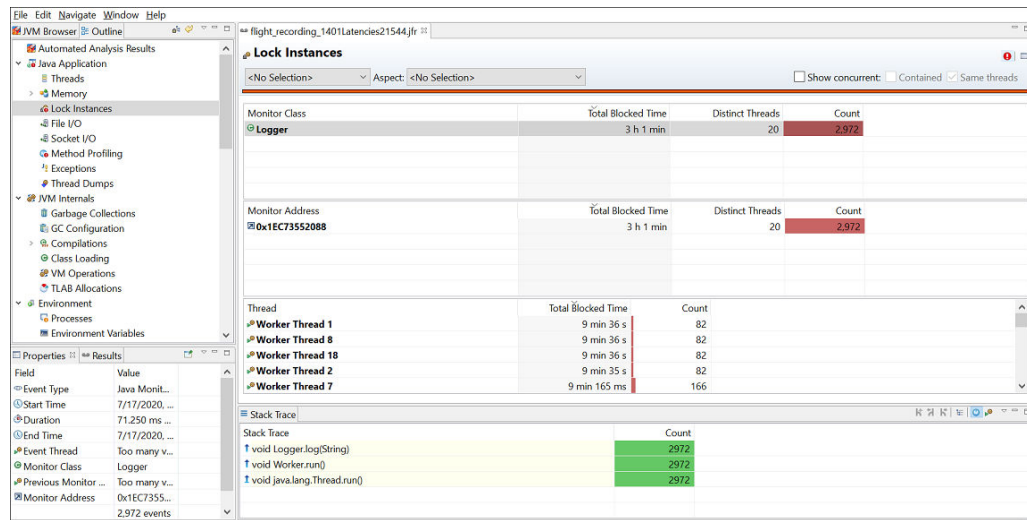 File Edit Navigate Window Help
JVM Browser Outline
flight_recording_1401Latencies21544.jfr
Automated Analysis Results
Java Application
Threads
Memory
Lock Instances
File I/O
Socket I/O
Method Profiling
Exceptions
Thread Dumps
JVM Internals
Garbage Collections
GC Configuration
Compilations
Class Loading
VM Operations
TLAB Allocations
Environment
Processes
Environment Variables
Properties Results
Field Value
Event Type Java Monit...
Start Time 7/17/2020, ...
Duration 71.250 ms ...
End Time 7/17/2020, ...
Event Thread Too many v...
Monitor Class Logger
Previous Monitor ... Too many v...
Monitor Address 0x1EC7355...
2,972 events
Lock Instances
<No Selection> Aspect: <No Selection> Show concurrent: Contained Same threads
Monitor Class Total Blocked Time Distinct Threads Count
Logger 3 h 1 min 20 2,972
Monitor Address Total Blocked Time Distinct Threads Count
0x1EC73552088 3 h 1 min 20 2,972
Thread Total Blocked Time Count
Worker Thread 1 9 min 36 s 82
Worker Thread 8 9 min 36 s 82
Worker Thread 18 9 min 36 s 82
Worker Thread 2 9 min 35 s 82
Worker Thread 7 9 min 165 ms 166
Stack Trace
Stack Trace Count
void Logger.log(String) 2972
void Worker.run() 2972
void java.lang.Thread.run() 2972